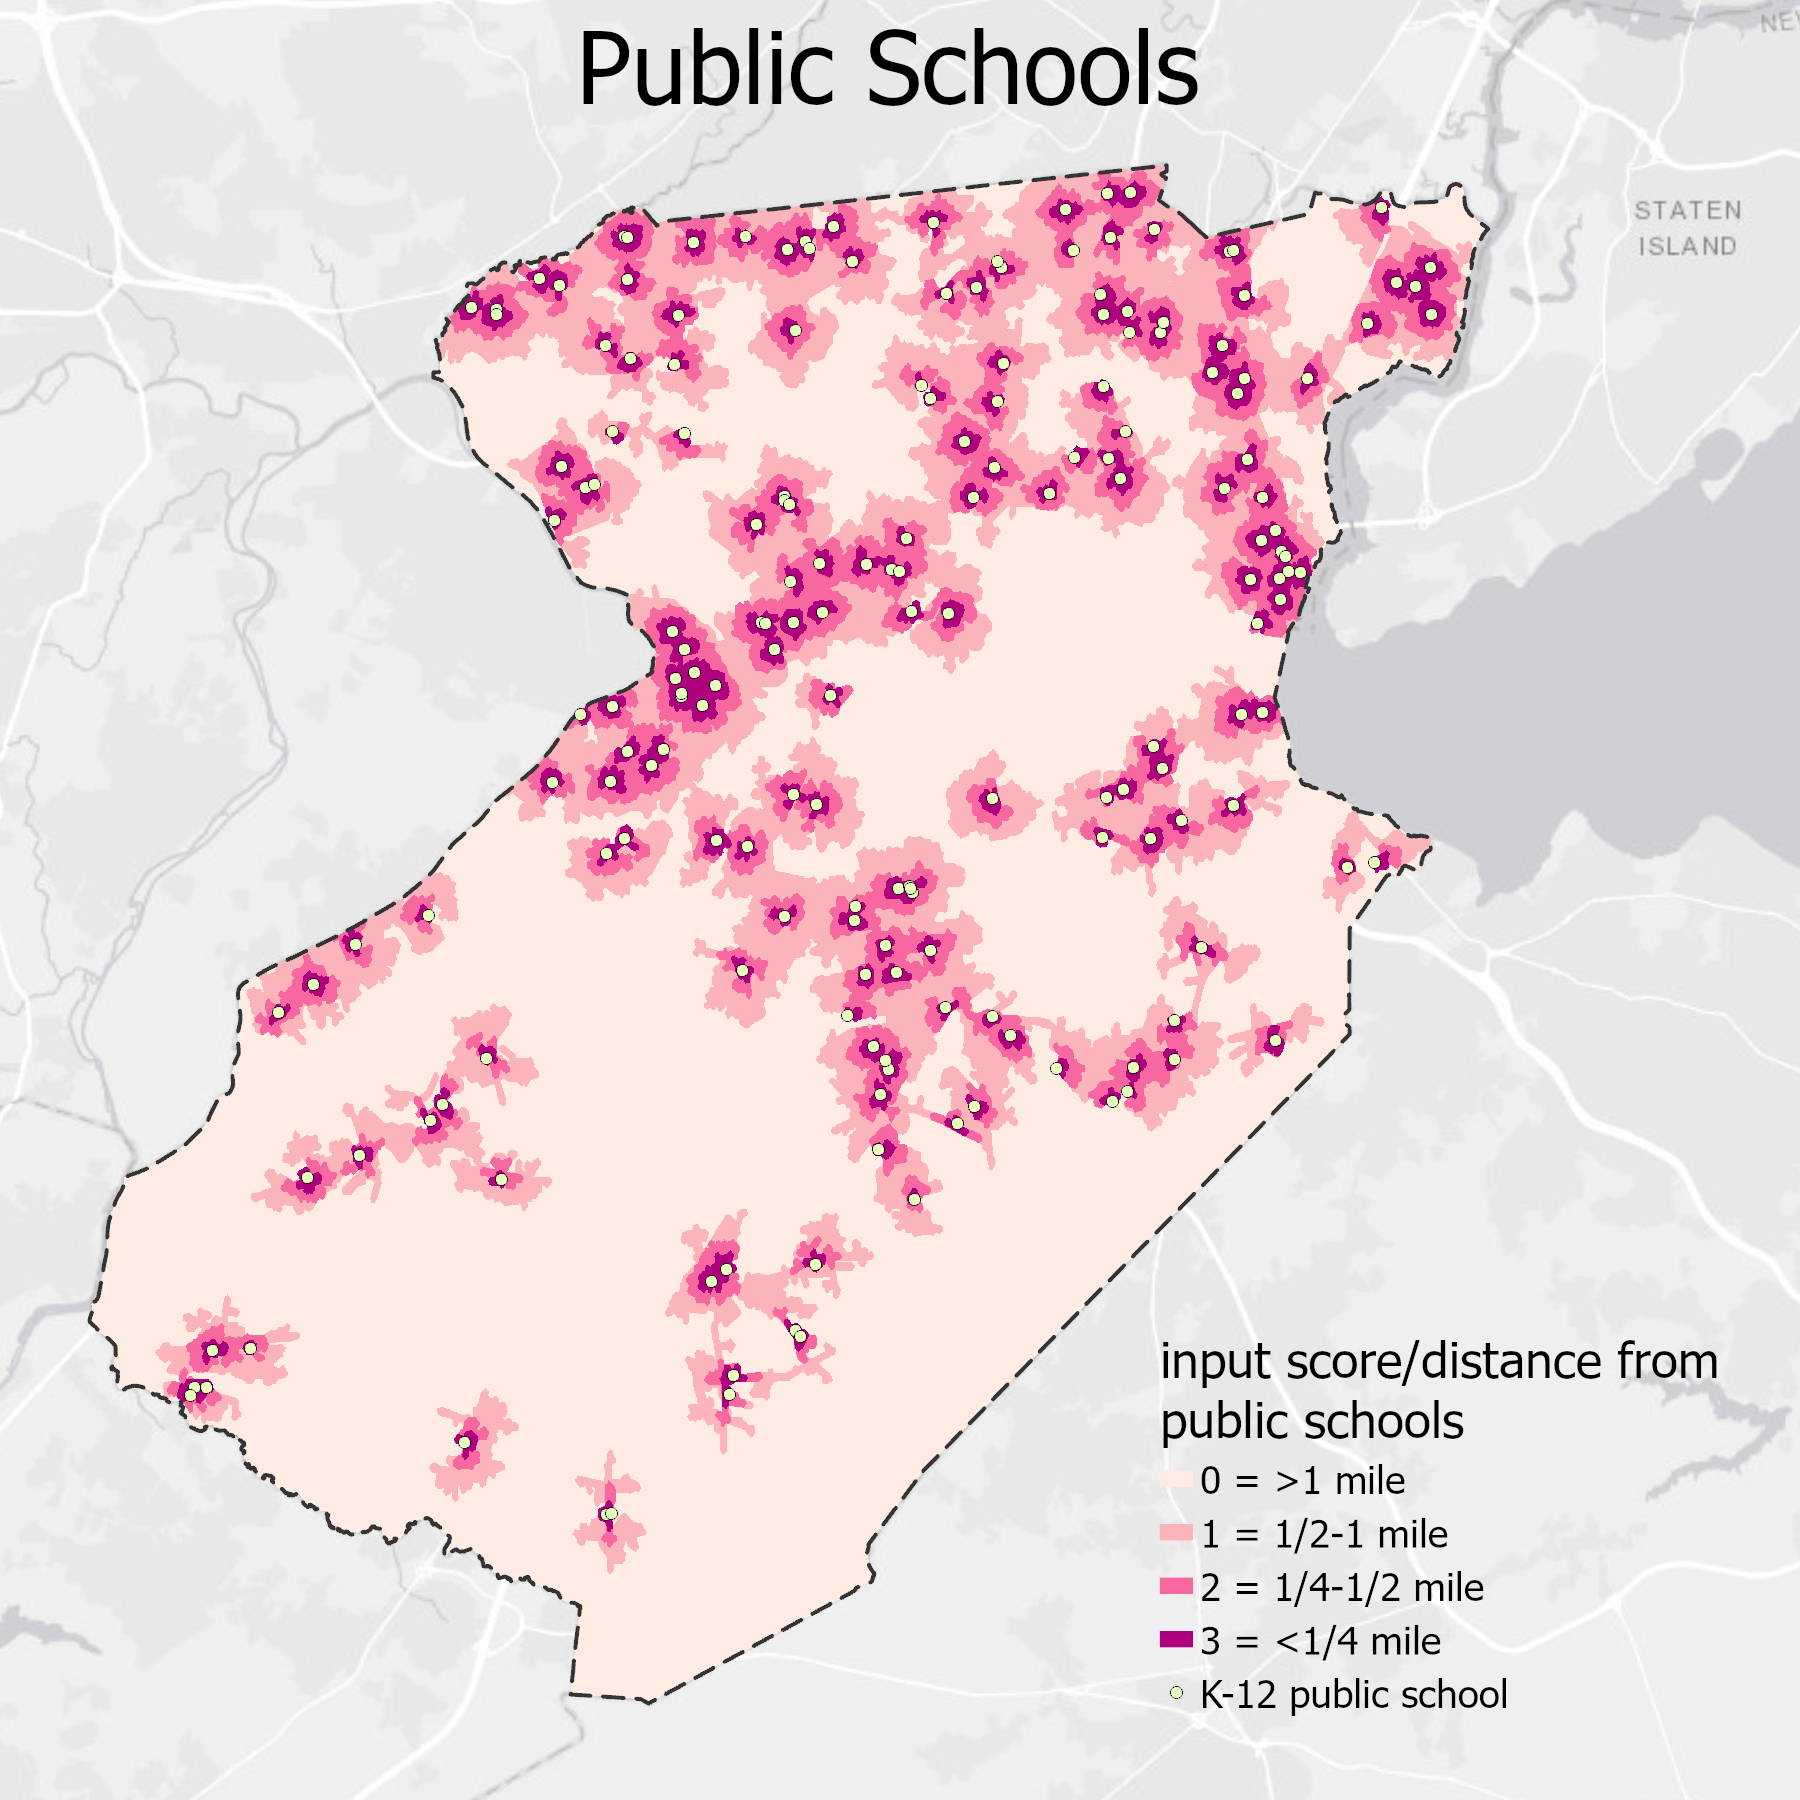 Public Schools
NE
STATEN
ISLAND
input score/distance from
public schools
0 = >1 mile
1 = 1/2-1 mile
2 = 1/4-1/2 mile
3 = <1/4 mile
K-12 public school